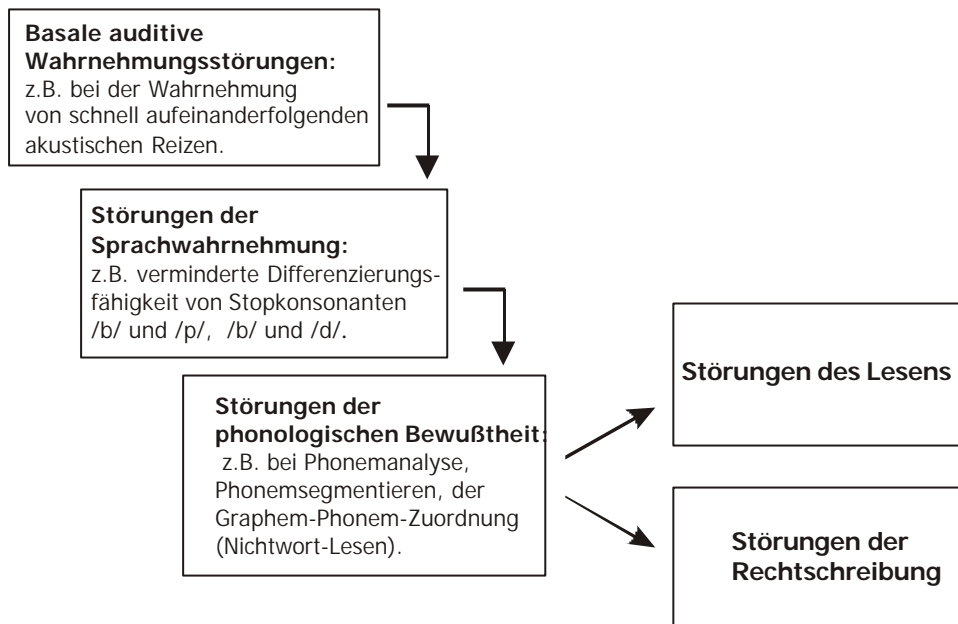 Basale auditive
Wahrnehmungsstörungen:
z.B. bei der Wahrnehmung
von schnell aufeinanderfolgenden
akustischen Reizen.
Störungen der
Sprachwahrnehmung:
z.B. verminderte Differenzierungs-
fähigkeit von Stopkonsonanten
/b/ und /p/, /b/ und /d/.
Störungen der
phonologischen Bewußtheit:
z.B. bei Phonemanalyse,
Phonemsegmentieren, der
Graphem-Phonem-Zuordnung
(Nichtwort-Lesen).
Störungen des Lesens
Störungen der
Rechtschreibung